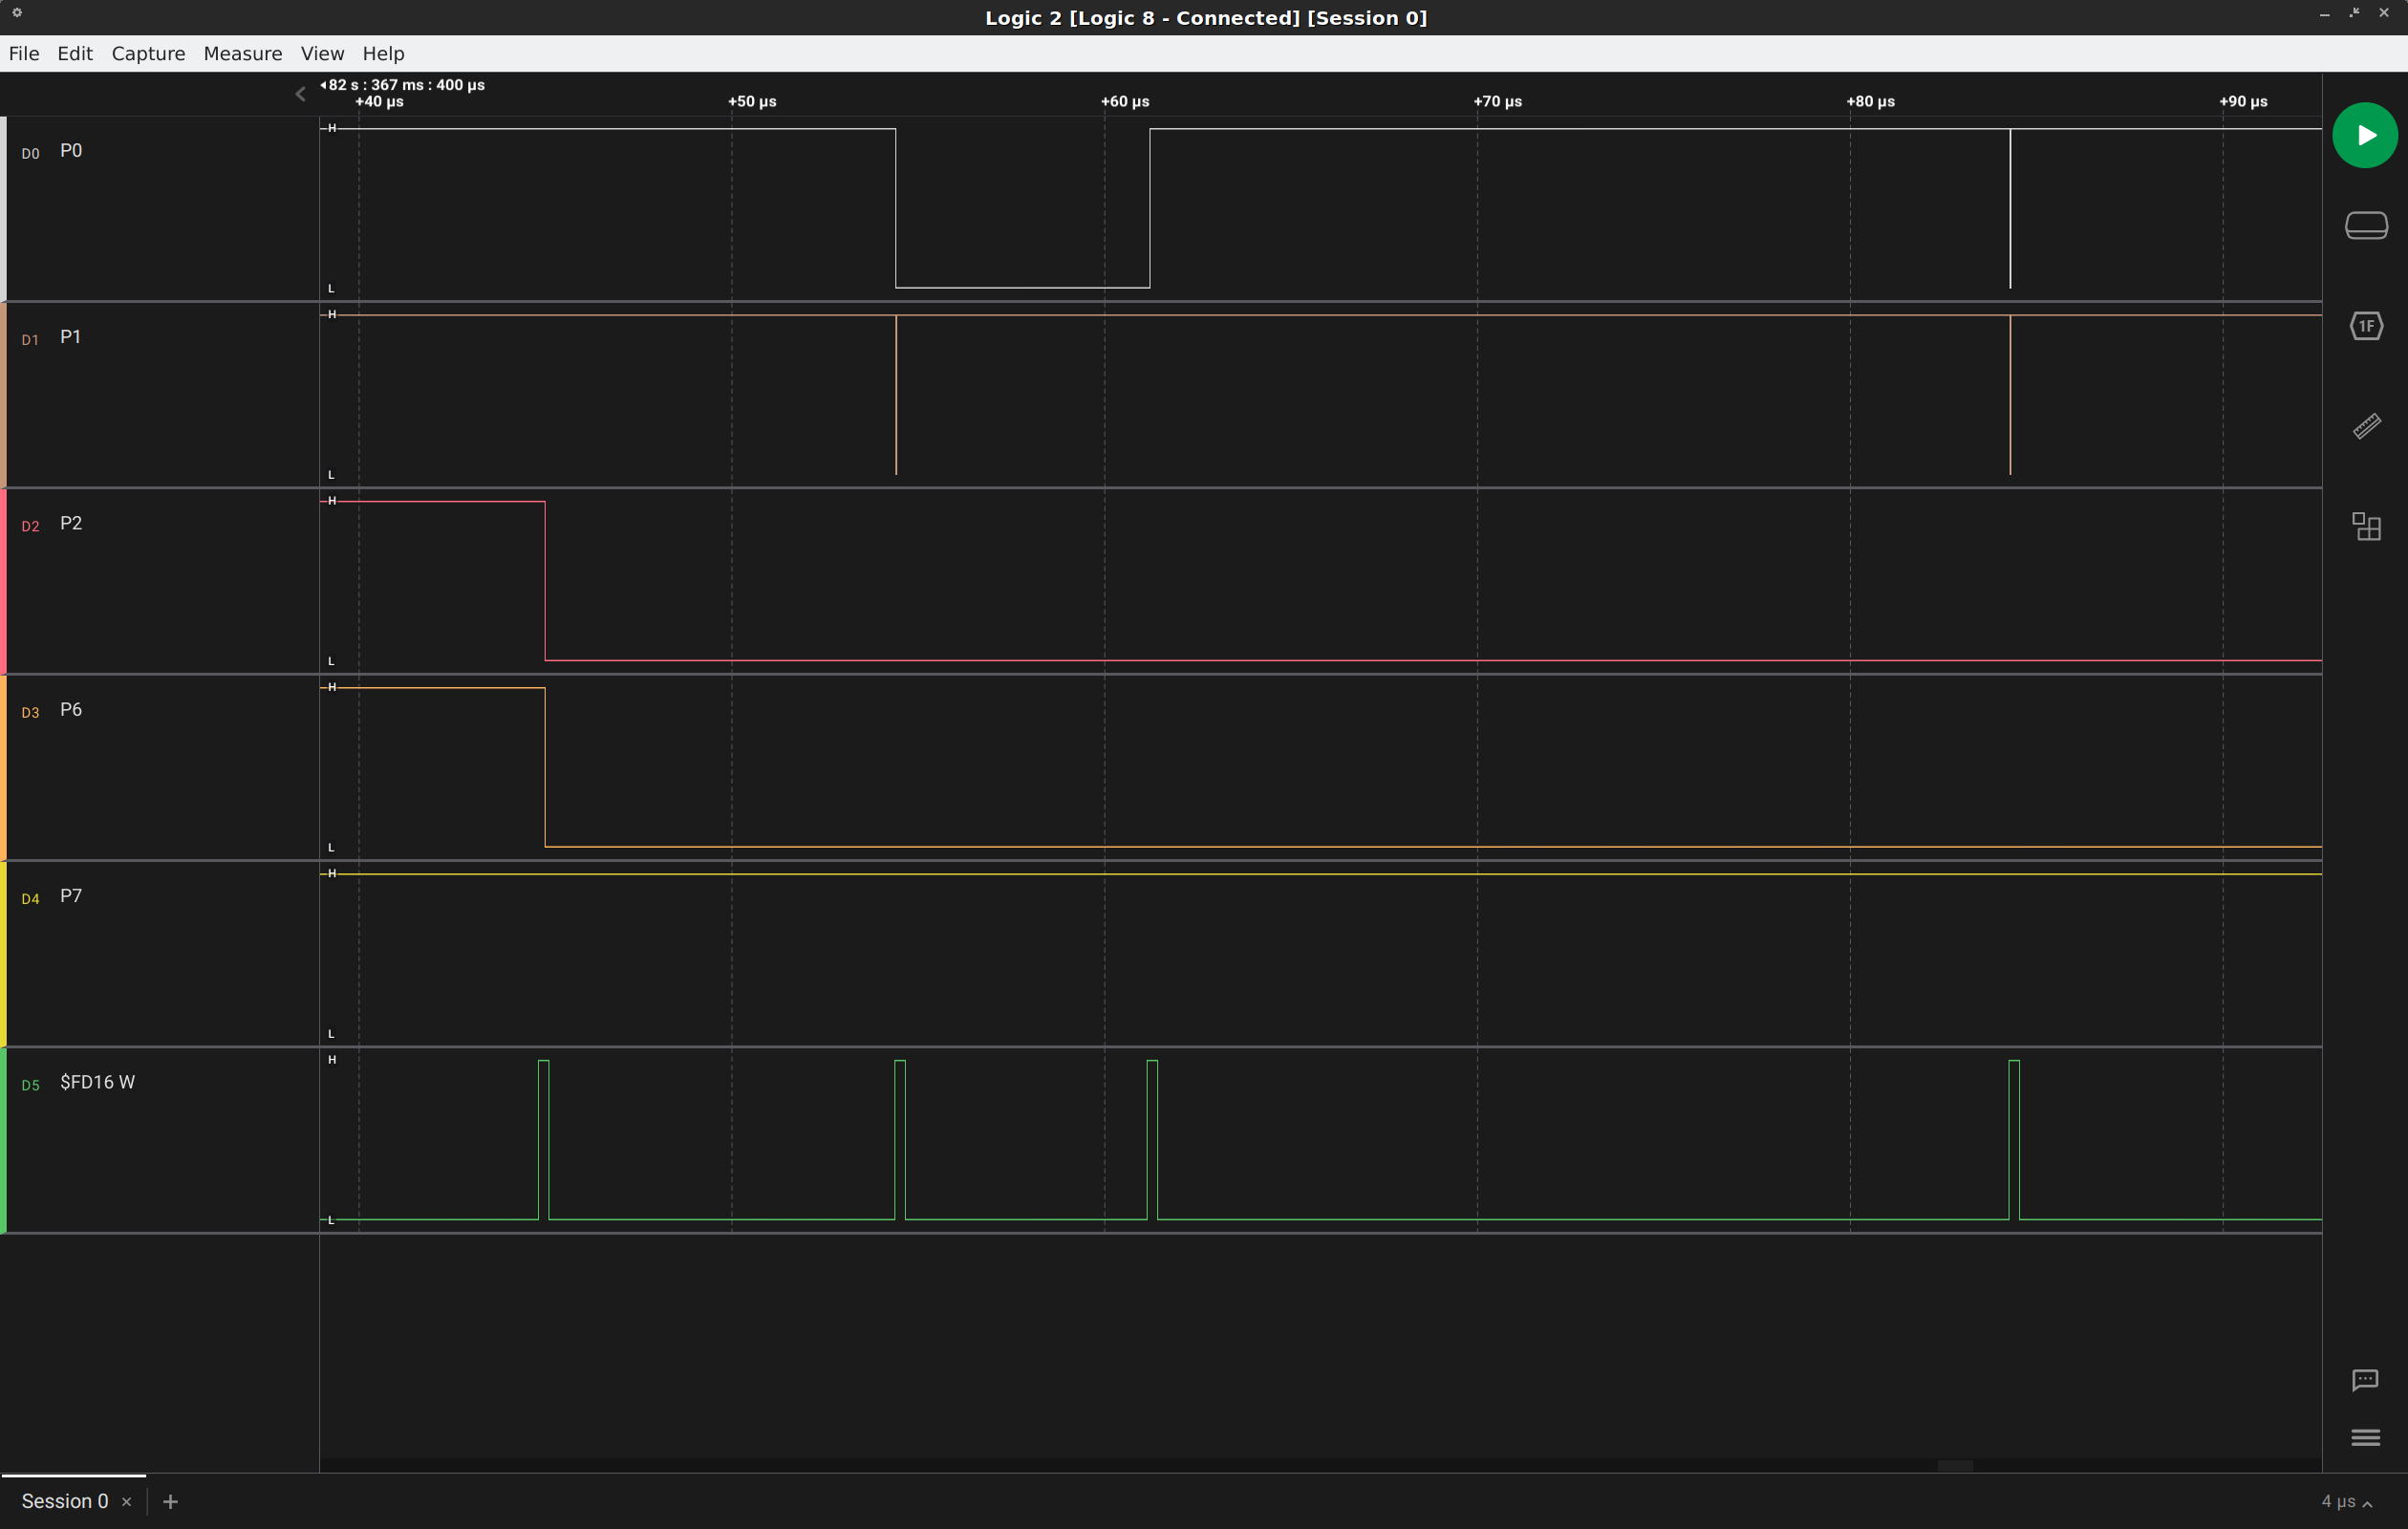 Logic 2 [Logic 8 - Connected] [Session 0]
File Edit Capture Measure View Help
82 s : 367 ms : 400 µs
+40 µs +50 µs +60 µs +70 µs +80 µs +90 µs
D0 P0
H
L
D1 P1
H
L
D2 P2
H
L
D3 P6
H
L
D4 P7
H
L
D5 $FD16 W
H
L
1F
Session 0 × +
4 µs